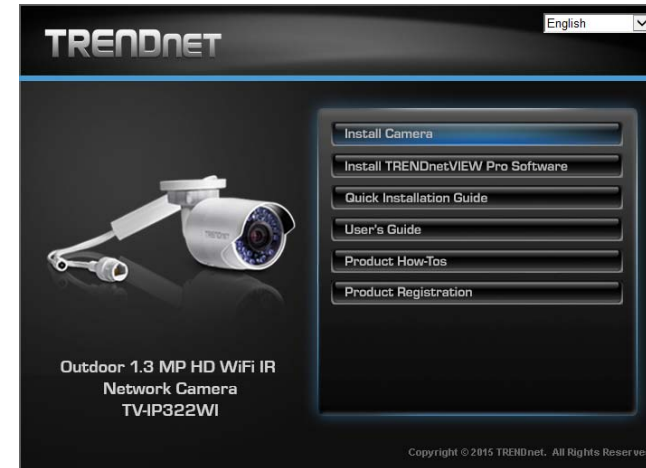 English
TRENDnet
Install Camera
Install TRENDnetVIEW Pro Software
Quick Installation Guide
User's Guide
Product How-Tos
Product Registration
TRENDnet
Outdoor 1.3 MP HD WiFi IR
Network Camera
TV-IP322WI
Copyright © 2015 TRENDnet. All Rights Reserve